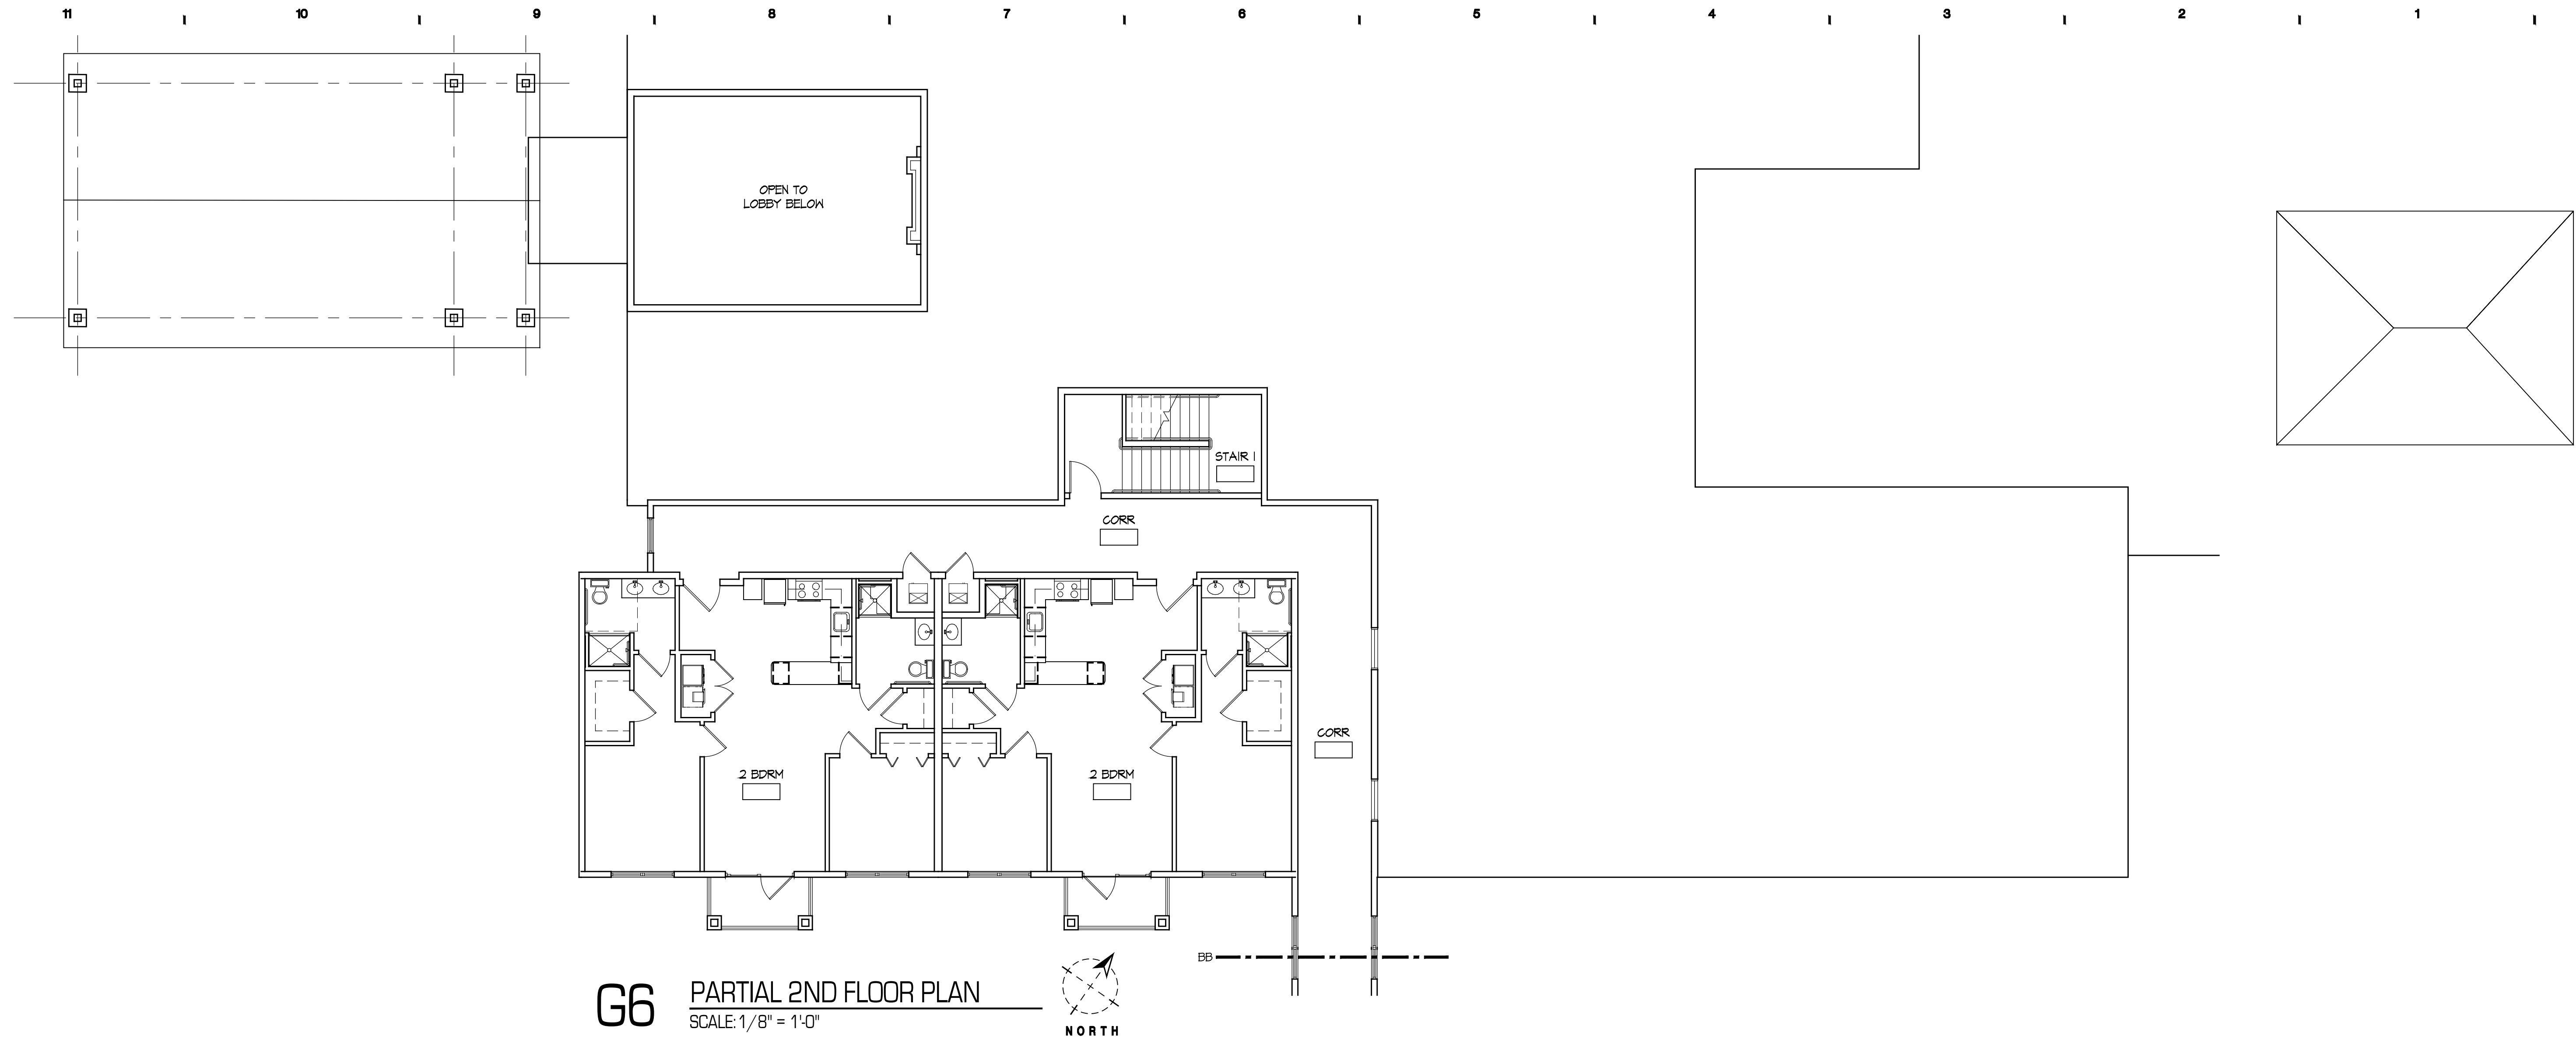 11 10 9 8 7 6 5 4 3 2 1
OPEN TO
LOBBY BELOW
STAIR 1
CORR
CORR
2 BDRM
2 BDRM
BB
G6
PARTIAL 2ND FLOOR PLAN
SCALE: 1/8" = 1'-0"
NORTH